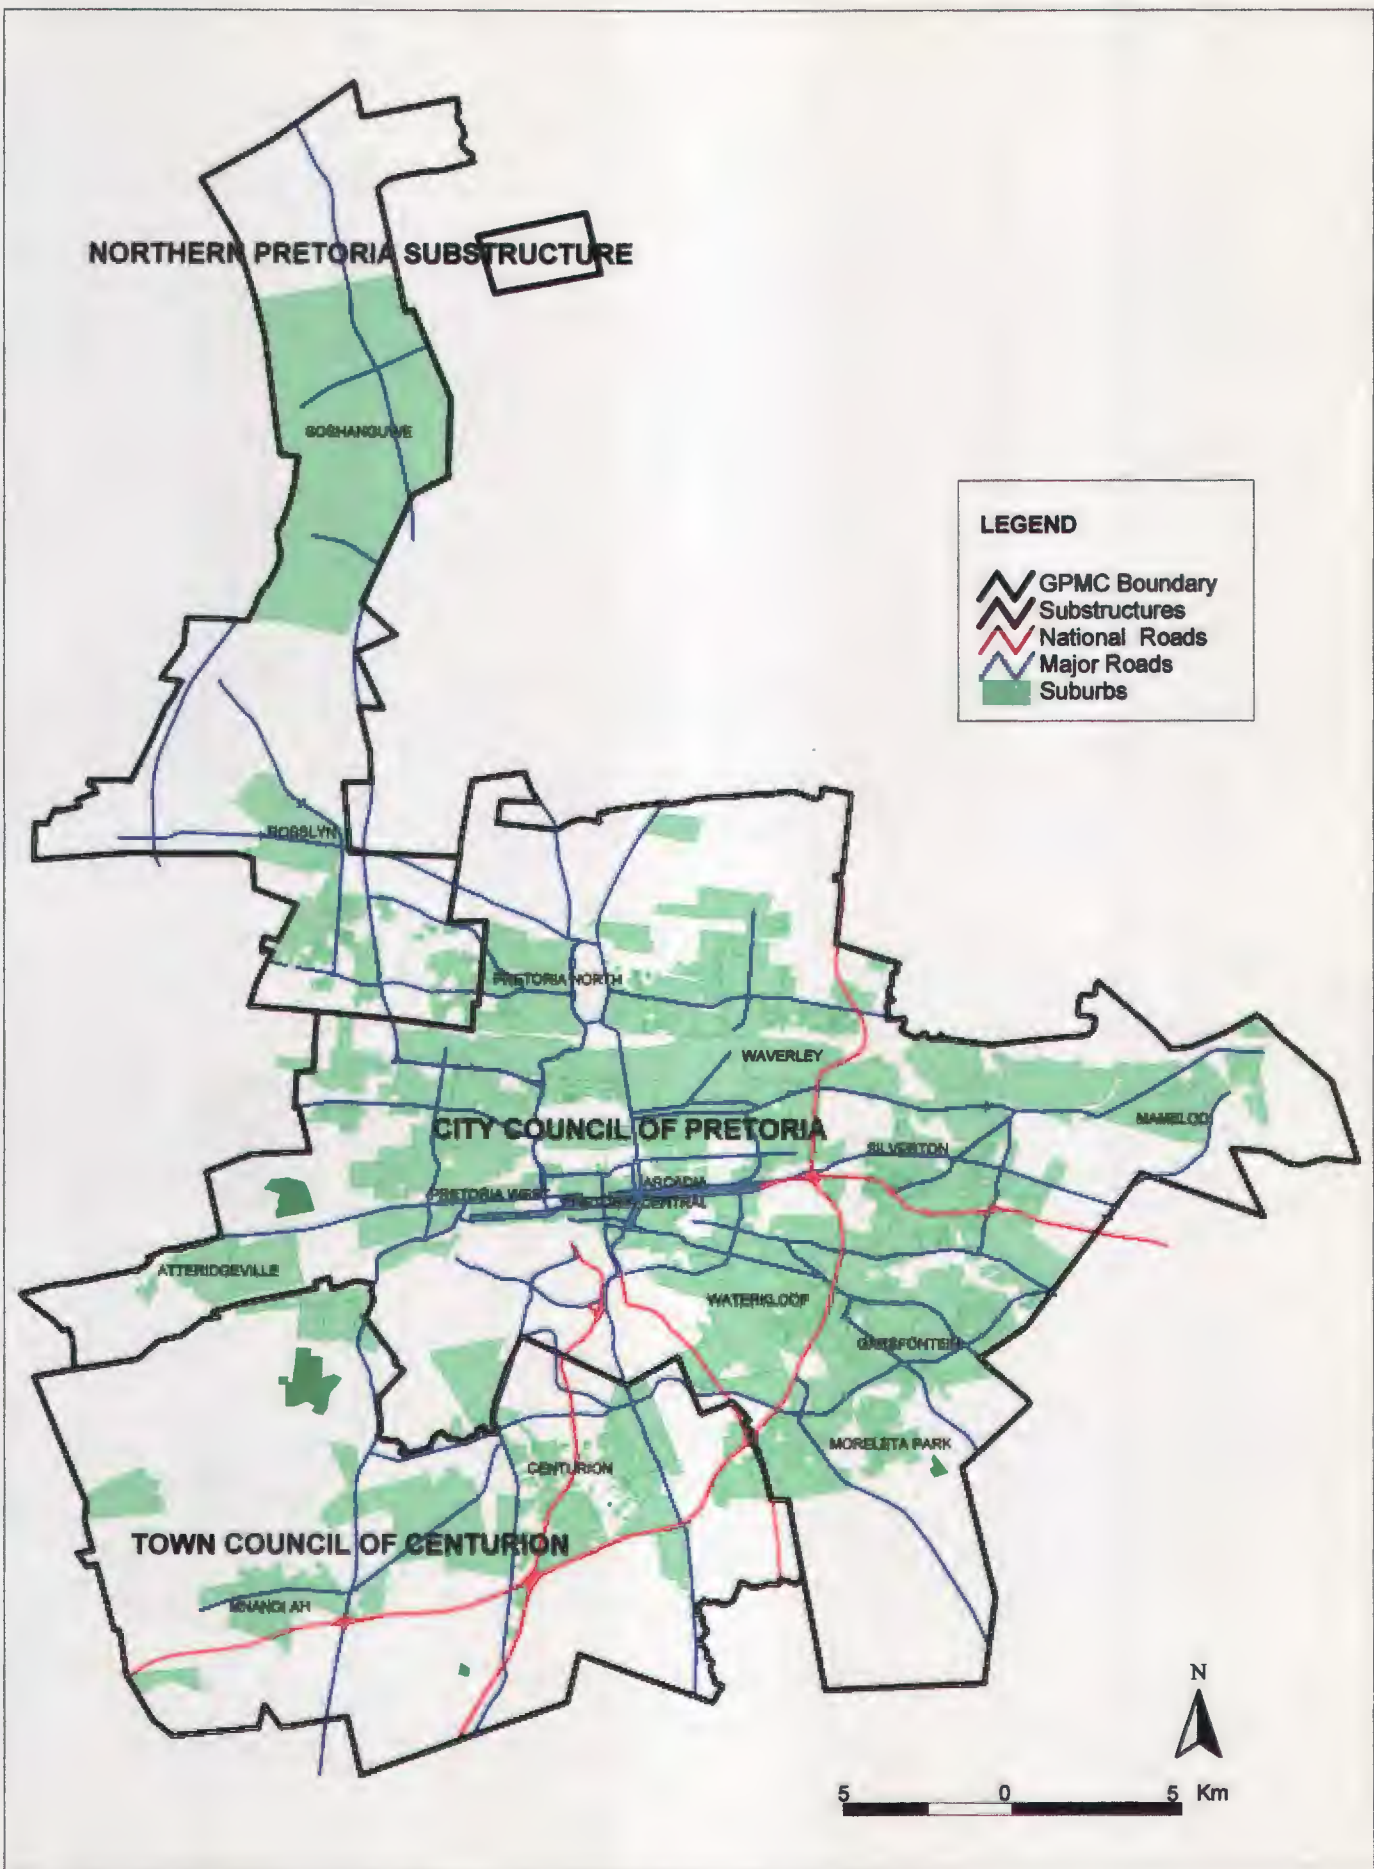 NORTHERN PRETORIA SUBSTRUCTURE
SOSHANGUVE
LEGEND
GPMC Boundary
Substructures
National Roads
Major Roads
Suburbs
ROSSLYN
PRETORIA NORTH
WAVERLEY
MAMELOD
CITY COUNCIL OF PRETORIA
SILVERTON
ARCADIA
PRETORIA WEST
CENTRAL
ATTERIDGEVILLE
WATERKLOOF
GARSFONTEIN
MORELETA PARK
CENTURION
TOWN COUNCIL OF CENTURION
N
5 0 5 Km